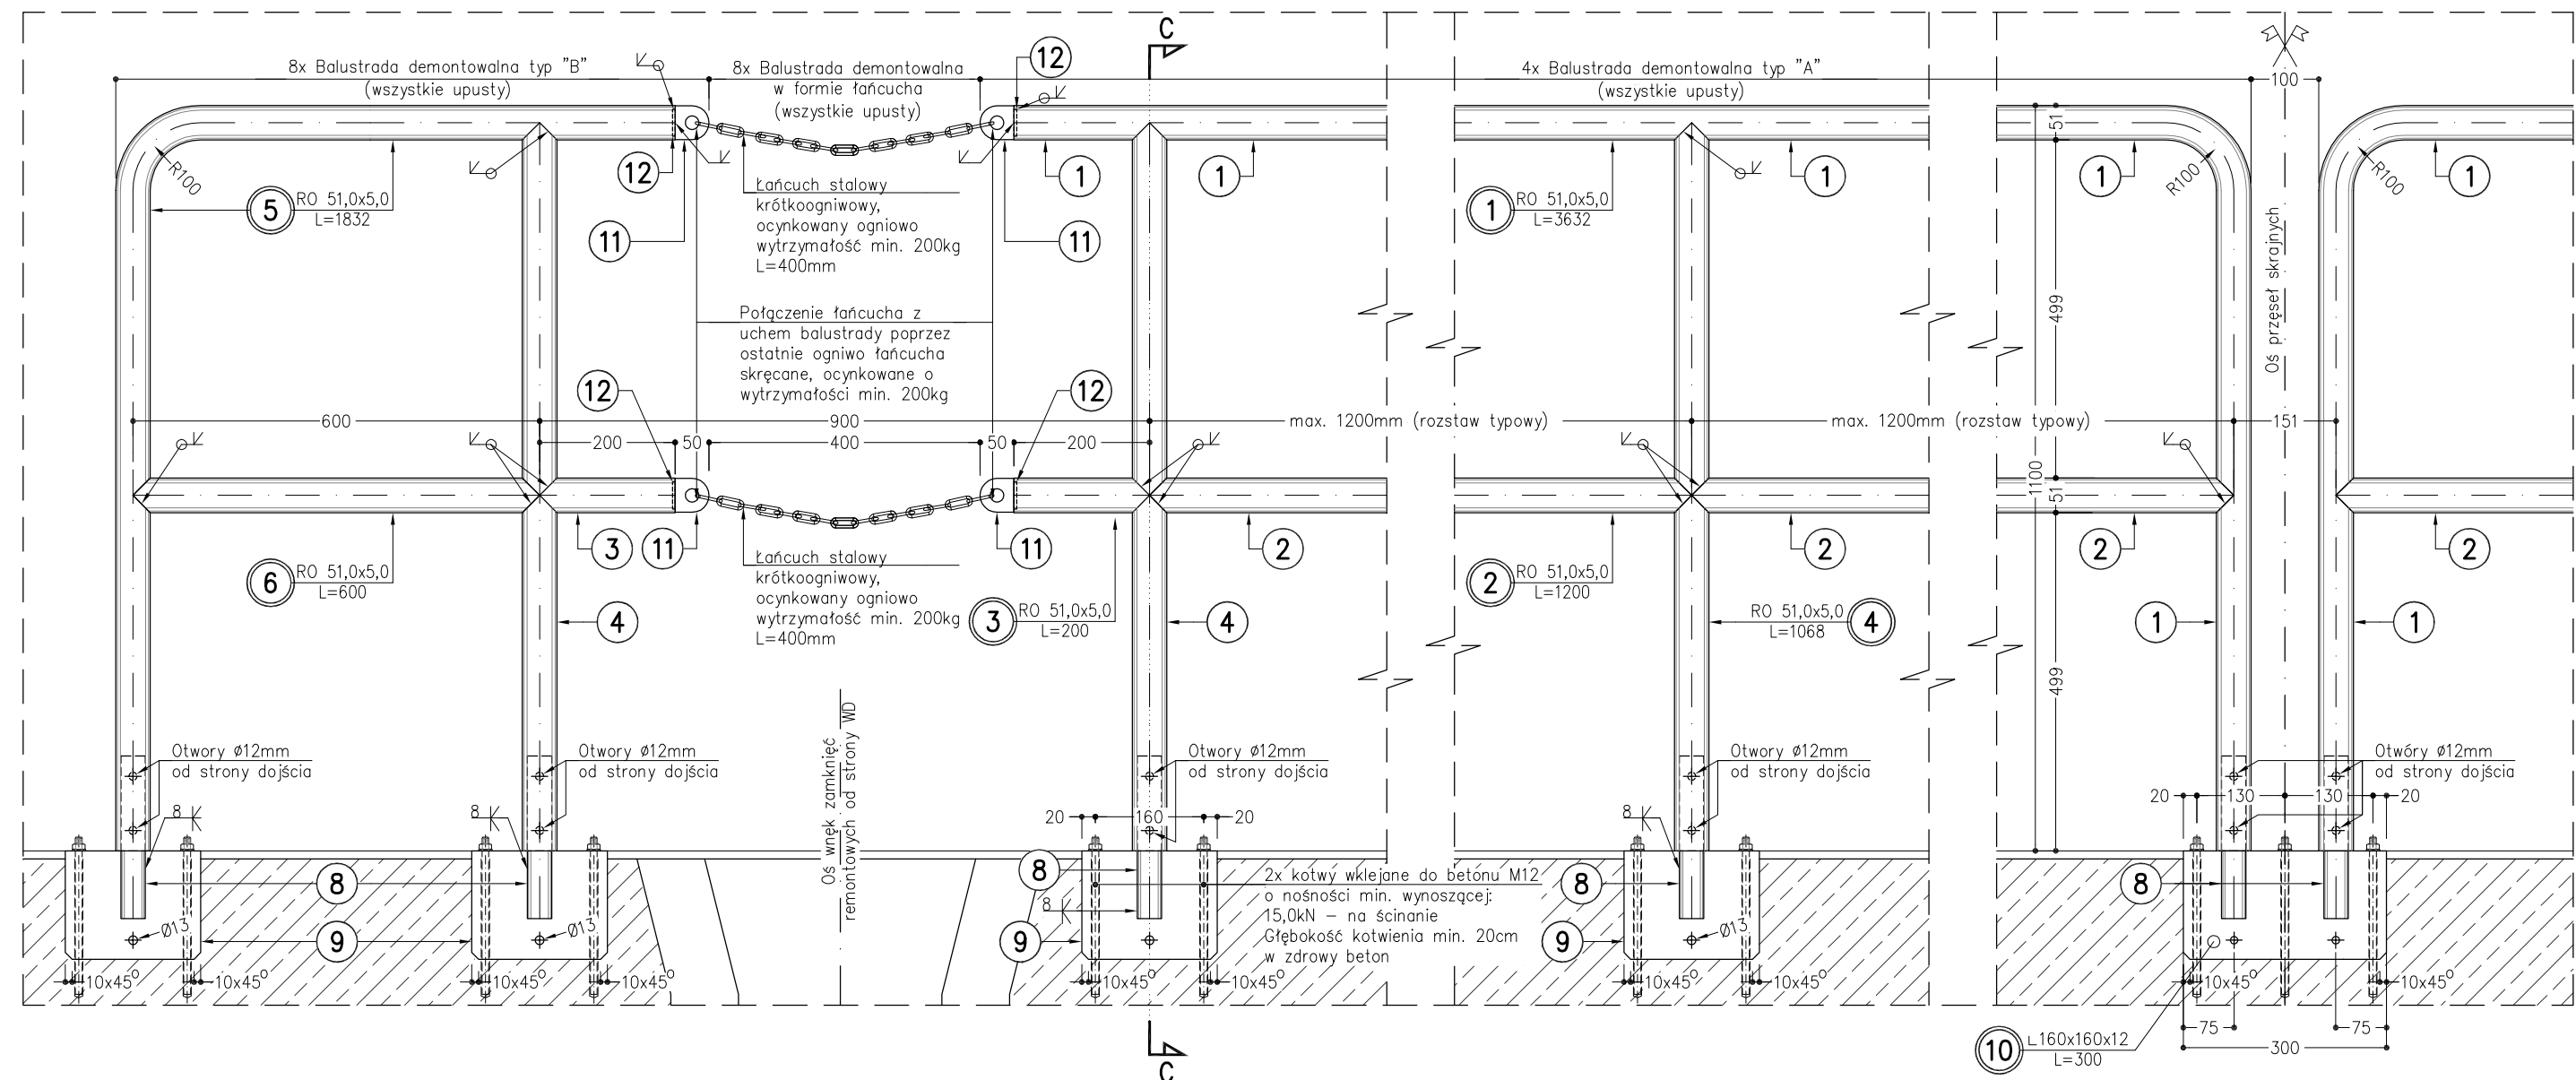 C
8x Balustrada demontowalna typ "B"
(wszystkie upusty)
8x Balustrada demontowalna
w formie łańcucha
(wszystkie upusty)
12
4x Balustrada demontowalna typ "A"
(wszystkie upusty)
100
R100
12
5
RO 51,0x5,0
L=1832
11
Łańcuch stalowy
krótkoogniwowy,
ocynkowany ogniowo
wytrzymałość min. 200kg
L=400mm
1
11
1
1
RO 51,0x5,0
L=3632
1
1
R100
51
R100
1
Oś przęseł skrajnych
Połączenie łańcucha z
uchem balustrady poprzez
ostatnie ogniwo łańcucha
skręcane, ocynkowane o
wytrzymałości min. 200kg
499
12
12
600
900
max. 1200mm (rozstaw typowy)
max. 1200mm (rozstaw typowy)
151
200
50
400
50
200
1100
51
3
11
11
2
2
2
2
6
RO 51,0x5,0
L=600
Łańcuch stalowy
krótkoogniwowy,
ocynkowany ogniowo
wytrzymałość min. 200kg
L=400mm
4
3
RO 51,0x5,0
L=200
4
2
RO 51,0x5,0
L=1200
RO 51,0x5,0
L=1068
4
1
1
499
Otwory ø12mm
od strony dojścia
Otwory ø12mm
od strony dojścia
Oś wnęk zamknięć
remontowych od strony WD
Otwory ø12mm
od strony dojścia
Otwory ø12mm
od strony dojścia
Otwóry ø12mm
od strony dojścia
8
8
20
160
20
8
20
130
130
20
8
8
2x kotwy wklejane do betonu M12
o nośności min. wynoszącej:
15,0kN – na ścinanie
Głębokość kotwienia min. 20cm
w zdrowy beton
8
8
8
9
Ø13
Ø13
9
9
Ø13
10x45°
10x45°
10x45°
10x45°
10x45°
10x45°
10x45°
10x45°
10x45°
10x45°
75
75
300
10
L160x160x12
L=300
C